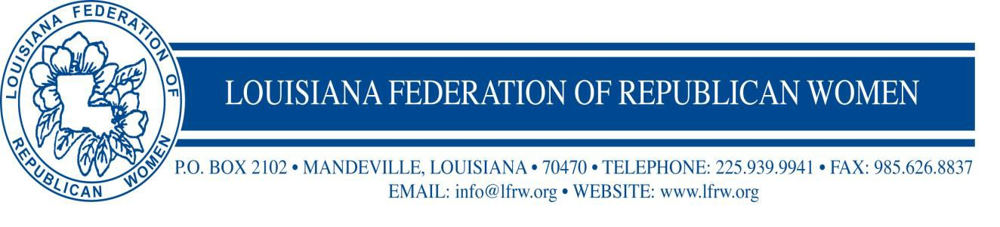 LOUISIANA FEDERATION OF
REPUBLICAN WOMEN
LOUISIANA FEDERATION OF REPUBLICAN WOMEN
P.O. BOX 2102 • MANDEVILLE, LOUISIANA • 70470 • TELEPHONE: 225.939.9941 • FAX: 985.626.8837
EMAIL: info@lfrw.org • WEBSITE: www.lfrw.org